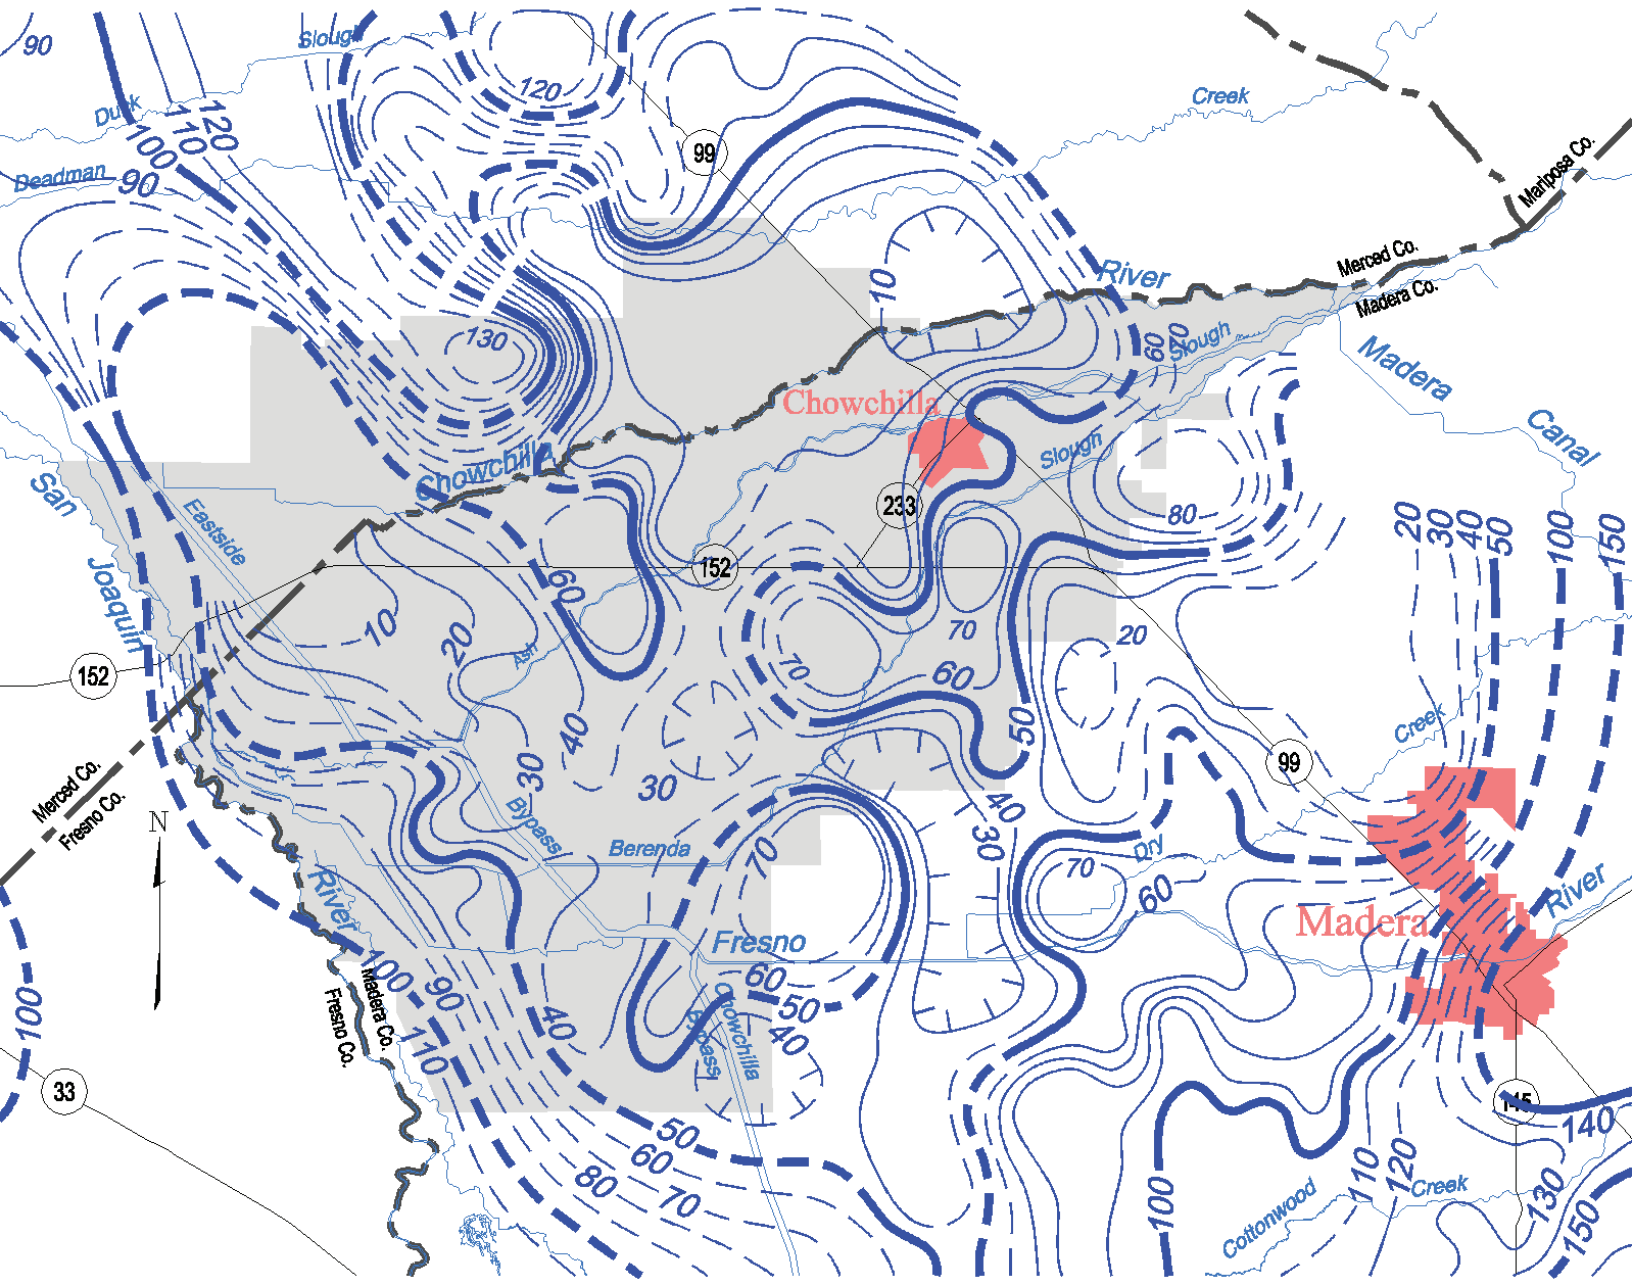 90
Slough
120
Creek
Duck
100
110
120
99
Deadman
90
Mariposa Co.
Merced Co.
Madera Co.
River
10
130
60
70
Slough
Madera
Canal
Chowchilla
Slough
Chowchilla
San
Joaquin
Eastside
233
80
20
30
40
50
100
150
152
60
10
20
Ash
70
20
70
60
152
40
50
30
30
Creek
99
Merced Co.
Fresno Co.
N
Bypass
Berenda
70
40
30
Dry
70
60
River
River
Madera
Fresno
100
90
60
50
40
40
Chowchilla
Bypass
Madera Co.
Fresno Co.
100
110
33
145
140
50
60
80
70
110
120
100
Creek
Cottonwood
130
150